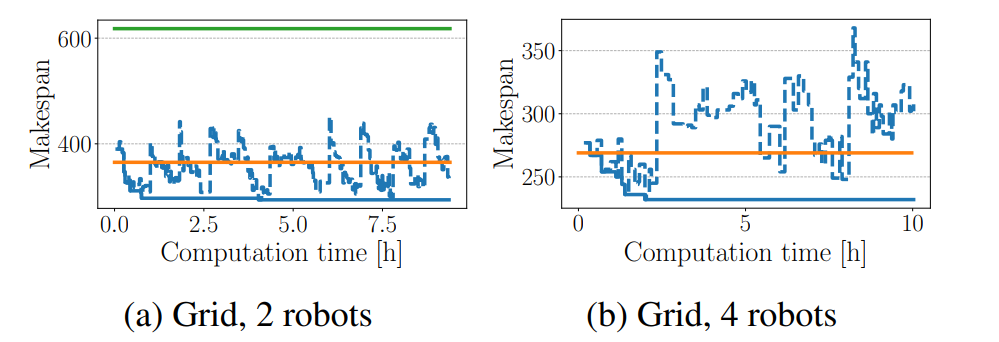 600
400
Makespan
0.0 2.5 5.0 7.5
Computation time [h]
(a) Grid, 2 robots
350
300
250
Makespan
0 5 10
Computation time [h]
(b) Grid, 4 robots